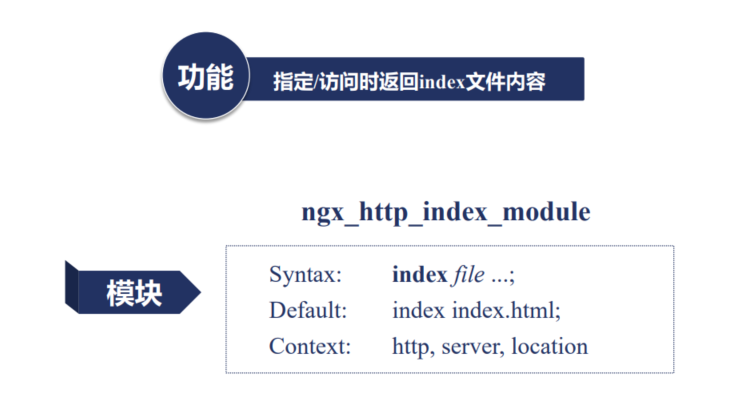 功能
指定/访问时返回index文件内容
ngx_http_index_module
模块
Syntax: index file ...;
Default: index index.html;
Context: http, server, location